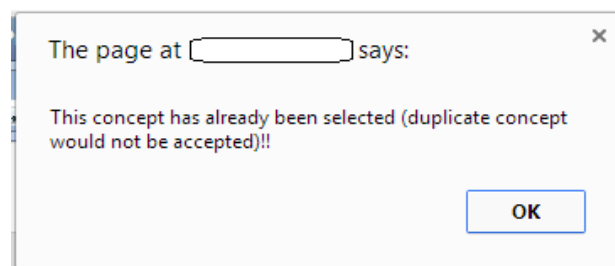 The page at says:
This concept has already been selected (duplicate concept
would not be accepted)!!
OK